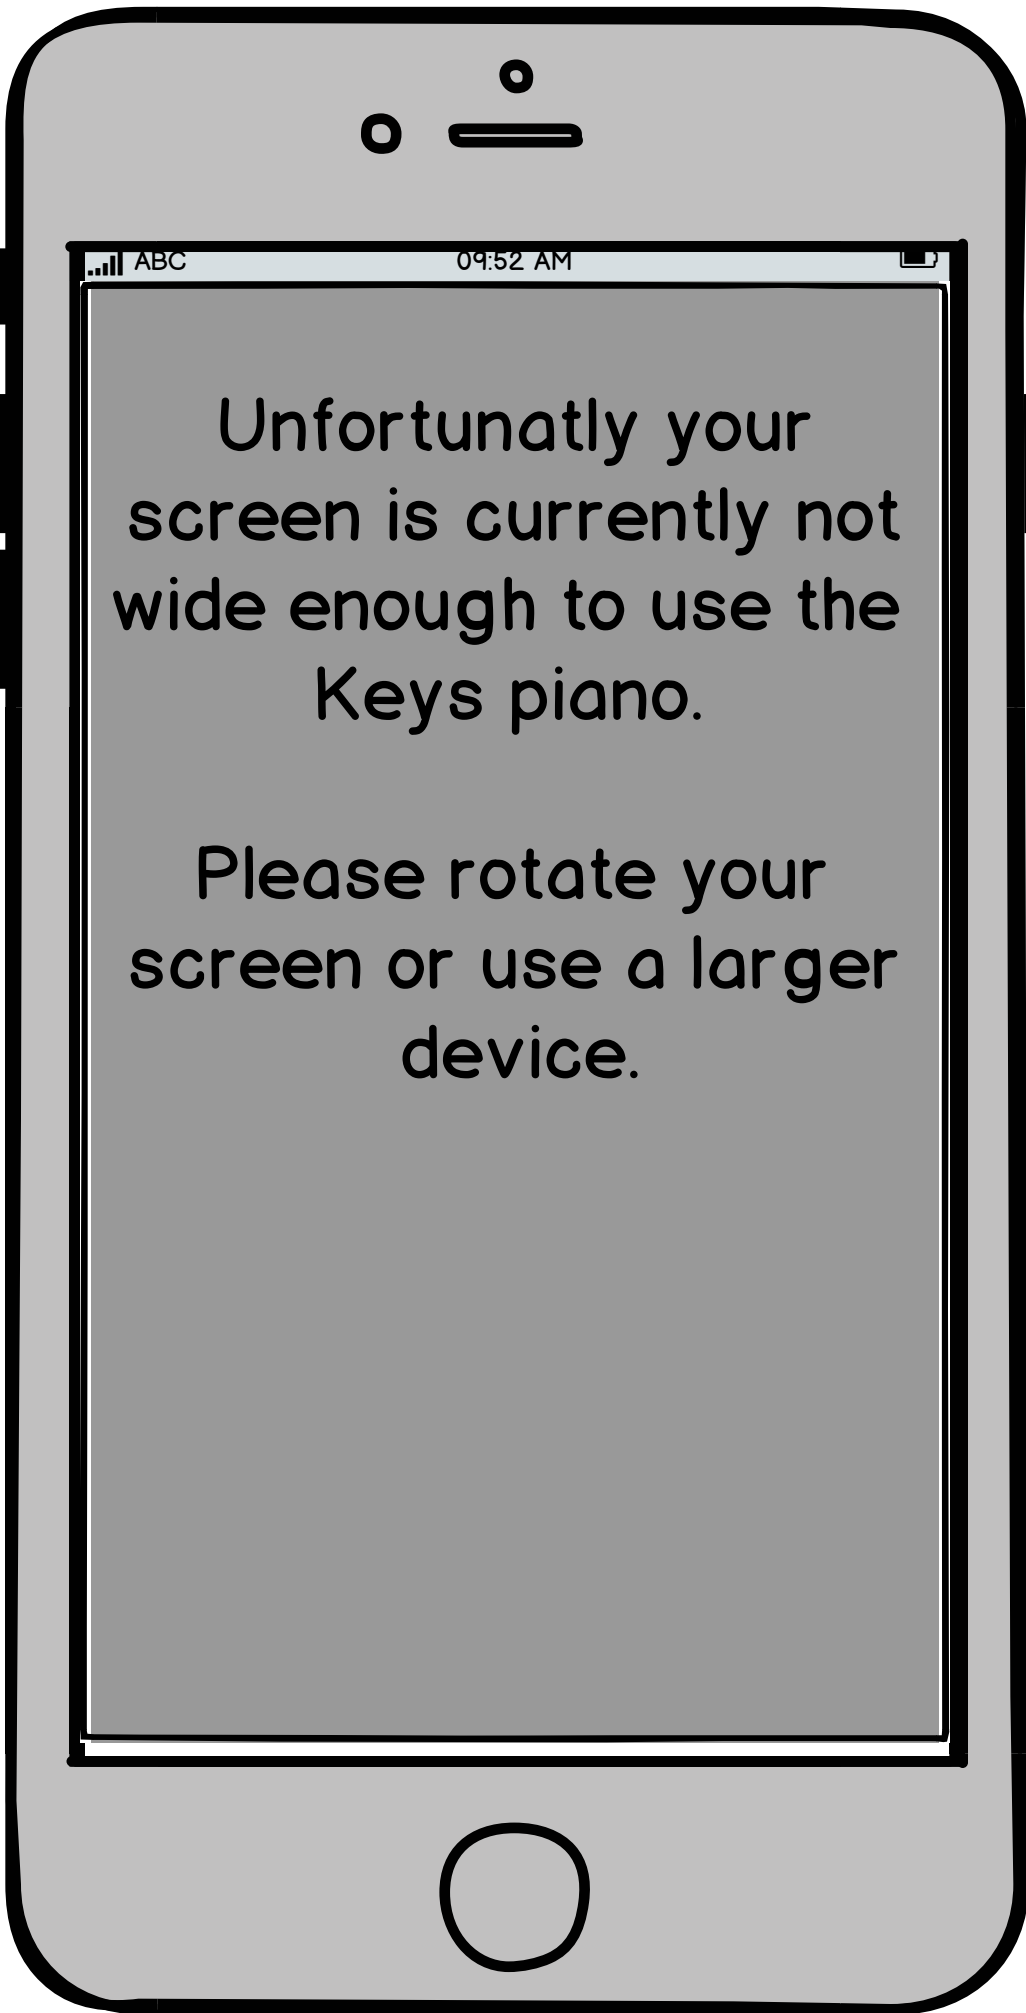 ABC 09:52 AM
Unfortunatly your
screen is currently not
wide enough to use the
Keys piano.
Please rotate your
screen or use a larger
device.